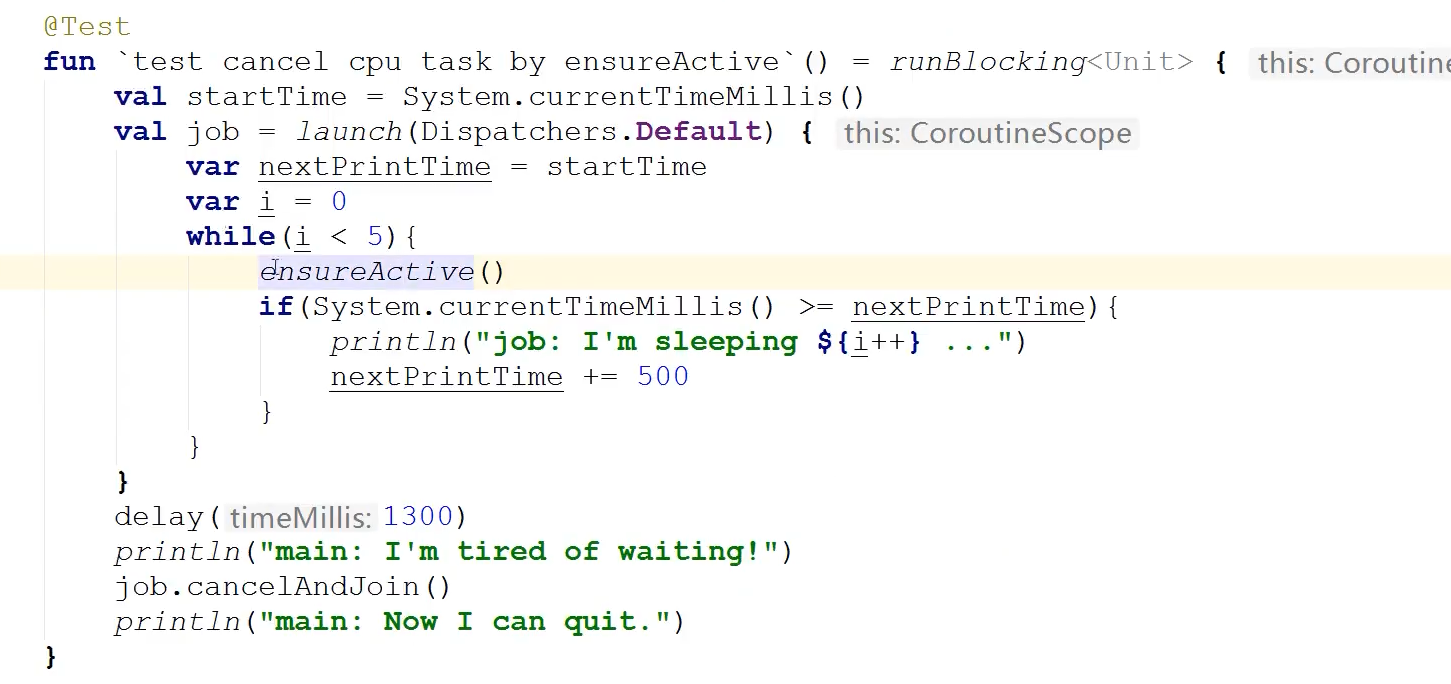 @Test
fun `test cancel cpu task by ensureActive`() = runBlocking<Unit> { this: Coroutine
    val startTime = System.currentTimeMillis()
    val job = launch(Dispatchers.Default) { this: CoroutineScope
        var nextPrintTime = startTime
        var i = 0
        while(i < 5){
            ensureActive()
            if(System.currentTimeMillis() >= nextPrintTime){
                println("job: I'm sleeping ${i++} ...")
                nextPrintTime += 500
            }
        }
    }
    delay( timeMillis: 1300)
    println("main: I'm tired of waiting!")
    job.cancelAndJoin()
    println("main: Now I can quit.")
}